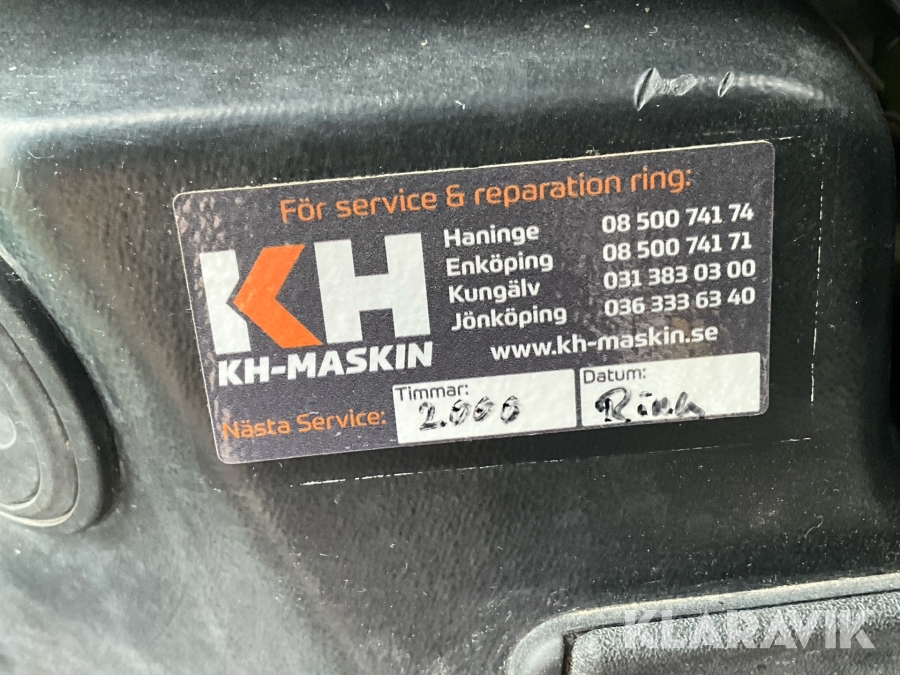 För service & reparation ring:
KH
KH-MASKIN
Haninge 08 500 741 74
Enköping 08 500 741 71
Kungälv 031 383 03 00
Jönköping 036 333 63 40
www.kh-maskin.se
Nästa Service: Timmar: 2.000 Datum: Ring
KLARAVIK